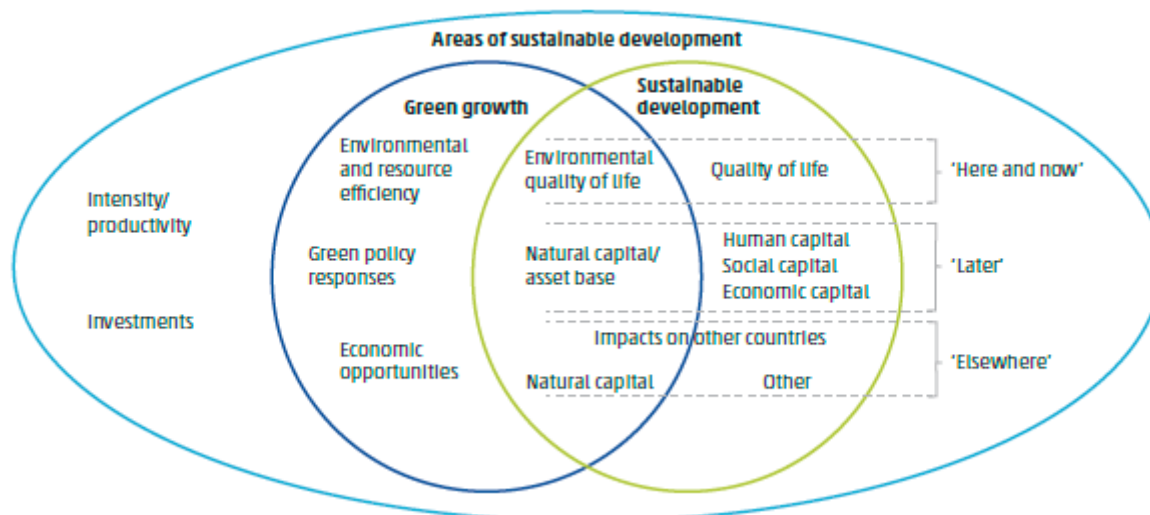 Areas of sustainable development
Green growth
Sustainable
development
Environmental
and resource
efficiency
Environmental
quality of life
Quality of life
'Here and now'
Intensity/
productivity
Green policy
responses
Natural capital/
asset base
Human capital
Social capital
Economic capital
'Later'
Investments
Economic
opportunities
Impacts on other countries
Natural capital
Other
'Elsewhere'